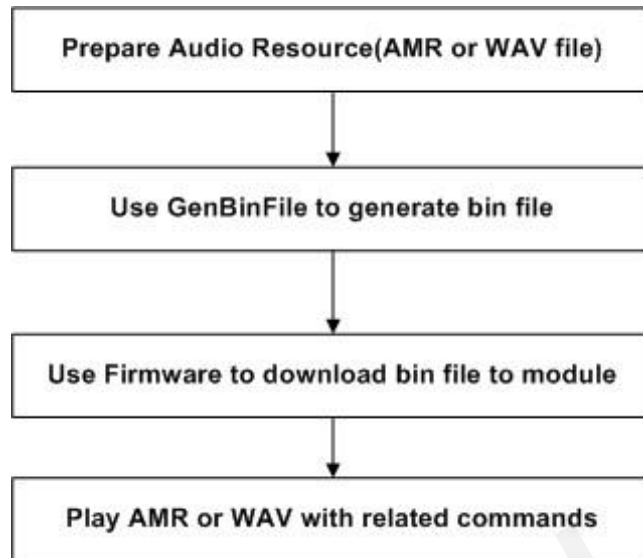 Prepare Audio Resource(AMR or WAV file)
Use GenBinFile to generate bin file
Use Firmware to download bin file to module
Play AMR or WAV with related commands